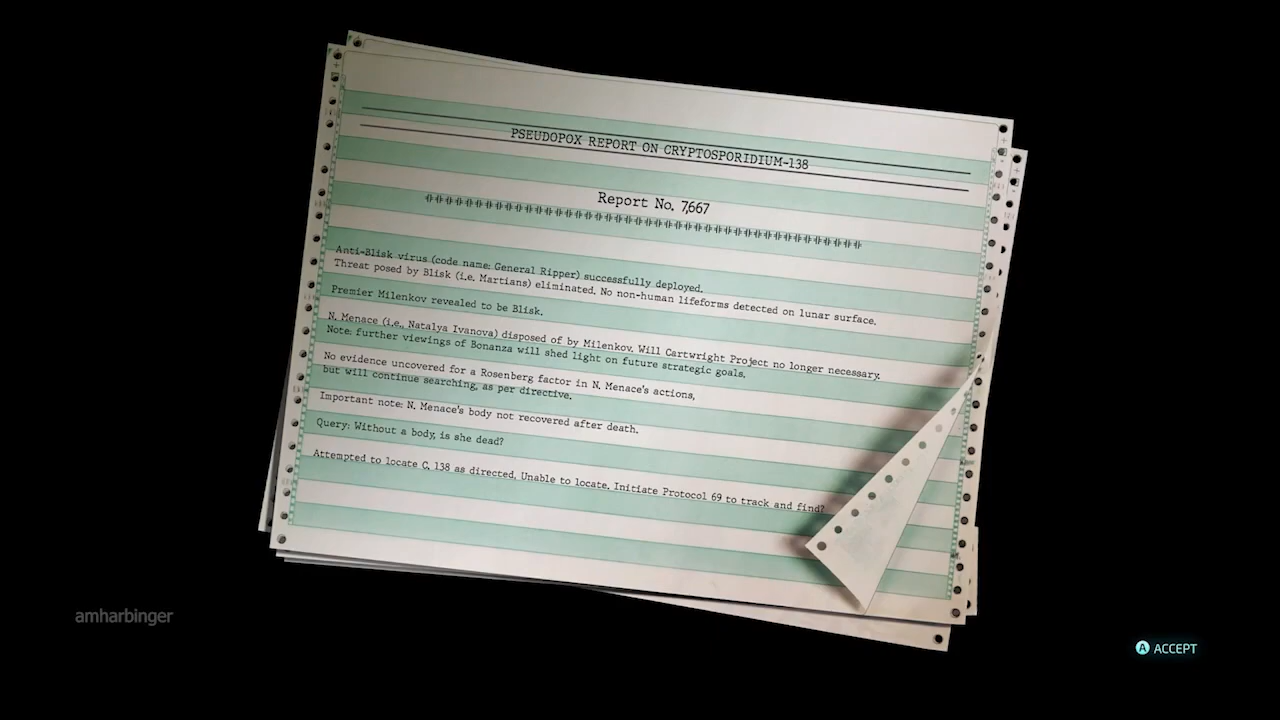 PSEUDOPOX REPORT ON CRYPTOSPORIDIUM-138
Report No. 7,667
Anti-Blisk virus (code name: General Ripper) successfully deployed.
Threat posed by Blisk (i.e. Martians) eliminated. No non-human lifeforms detected on lunar surface.
Premier Milenkov revealed to be Blisk.
N. Menace (i.e., Natalya Ivanova) disposed of by Milenkov. Will Cartwright Project no longer necessary.
Note: further viewings of Bonanza will shed light on future strategic goals.
No evidence uncovered for a Rosenberg factor in N. Menace's actions,
but will continue searching, as per directive.
Important note: N. Menace's body not recovered after death.
Query: Without a body, is she dead?
Attempted to locate C. 138 as directed. Unable to locate. Initiate Protocol 69 to track and find?
amharbinger
A ACCEPT